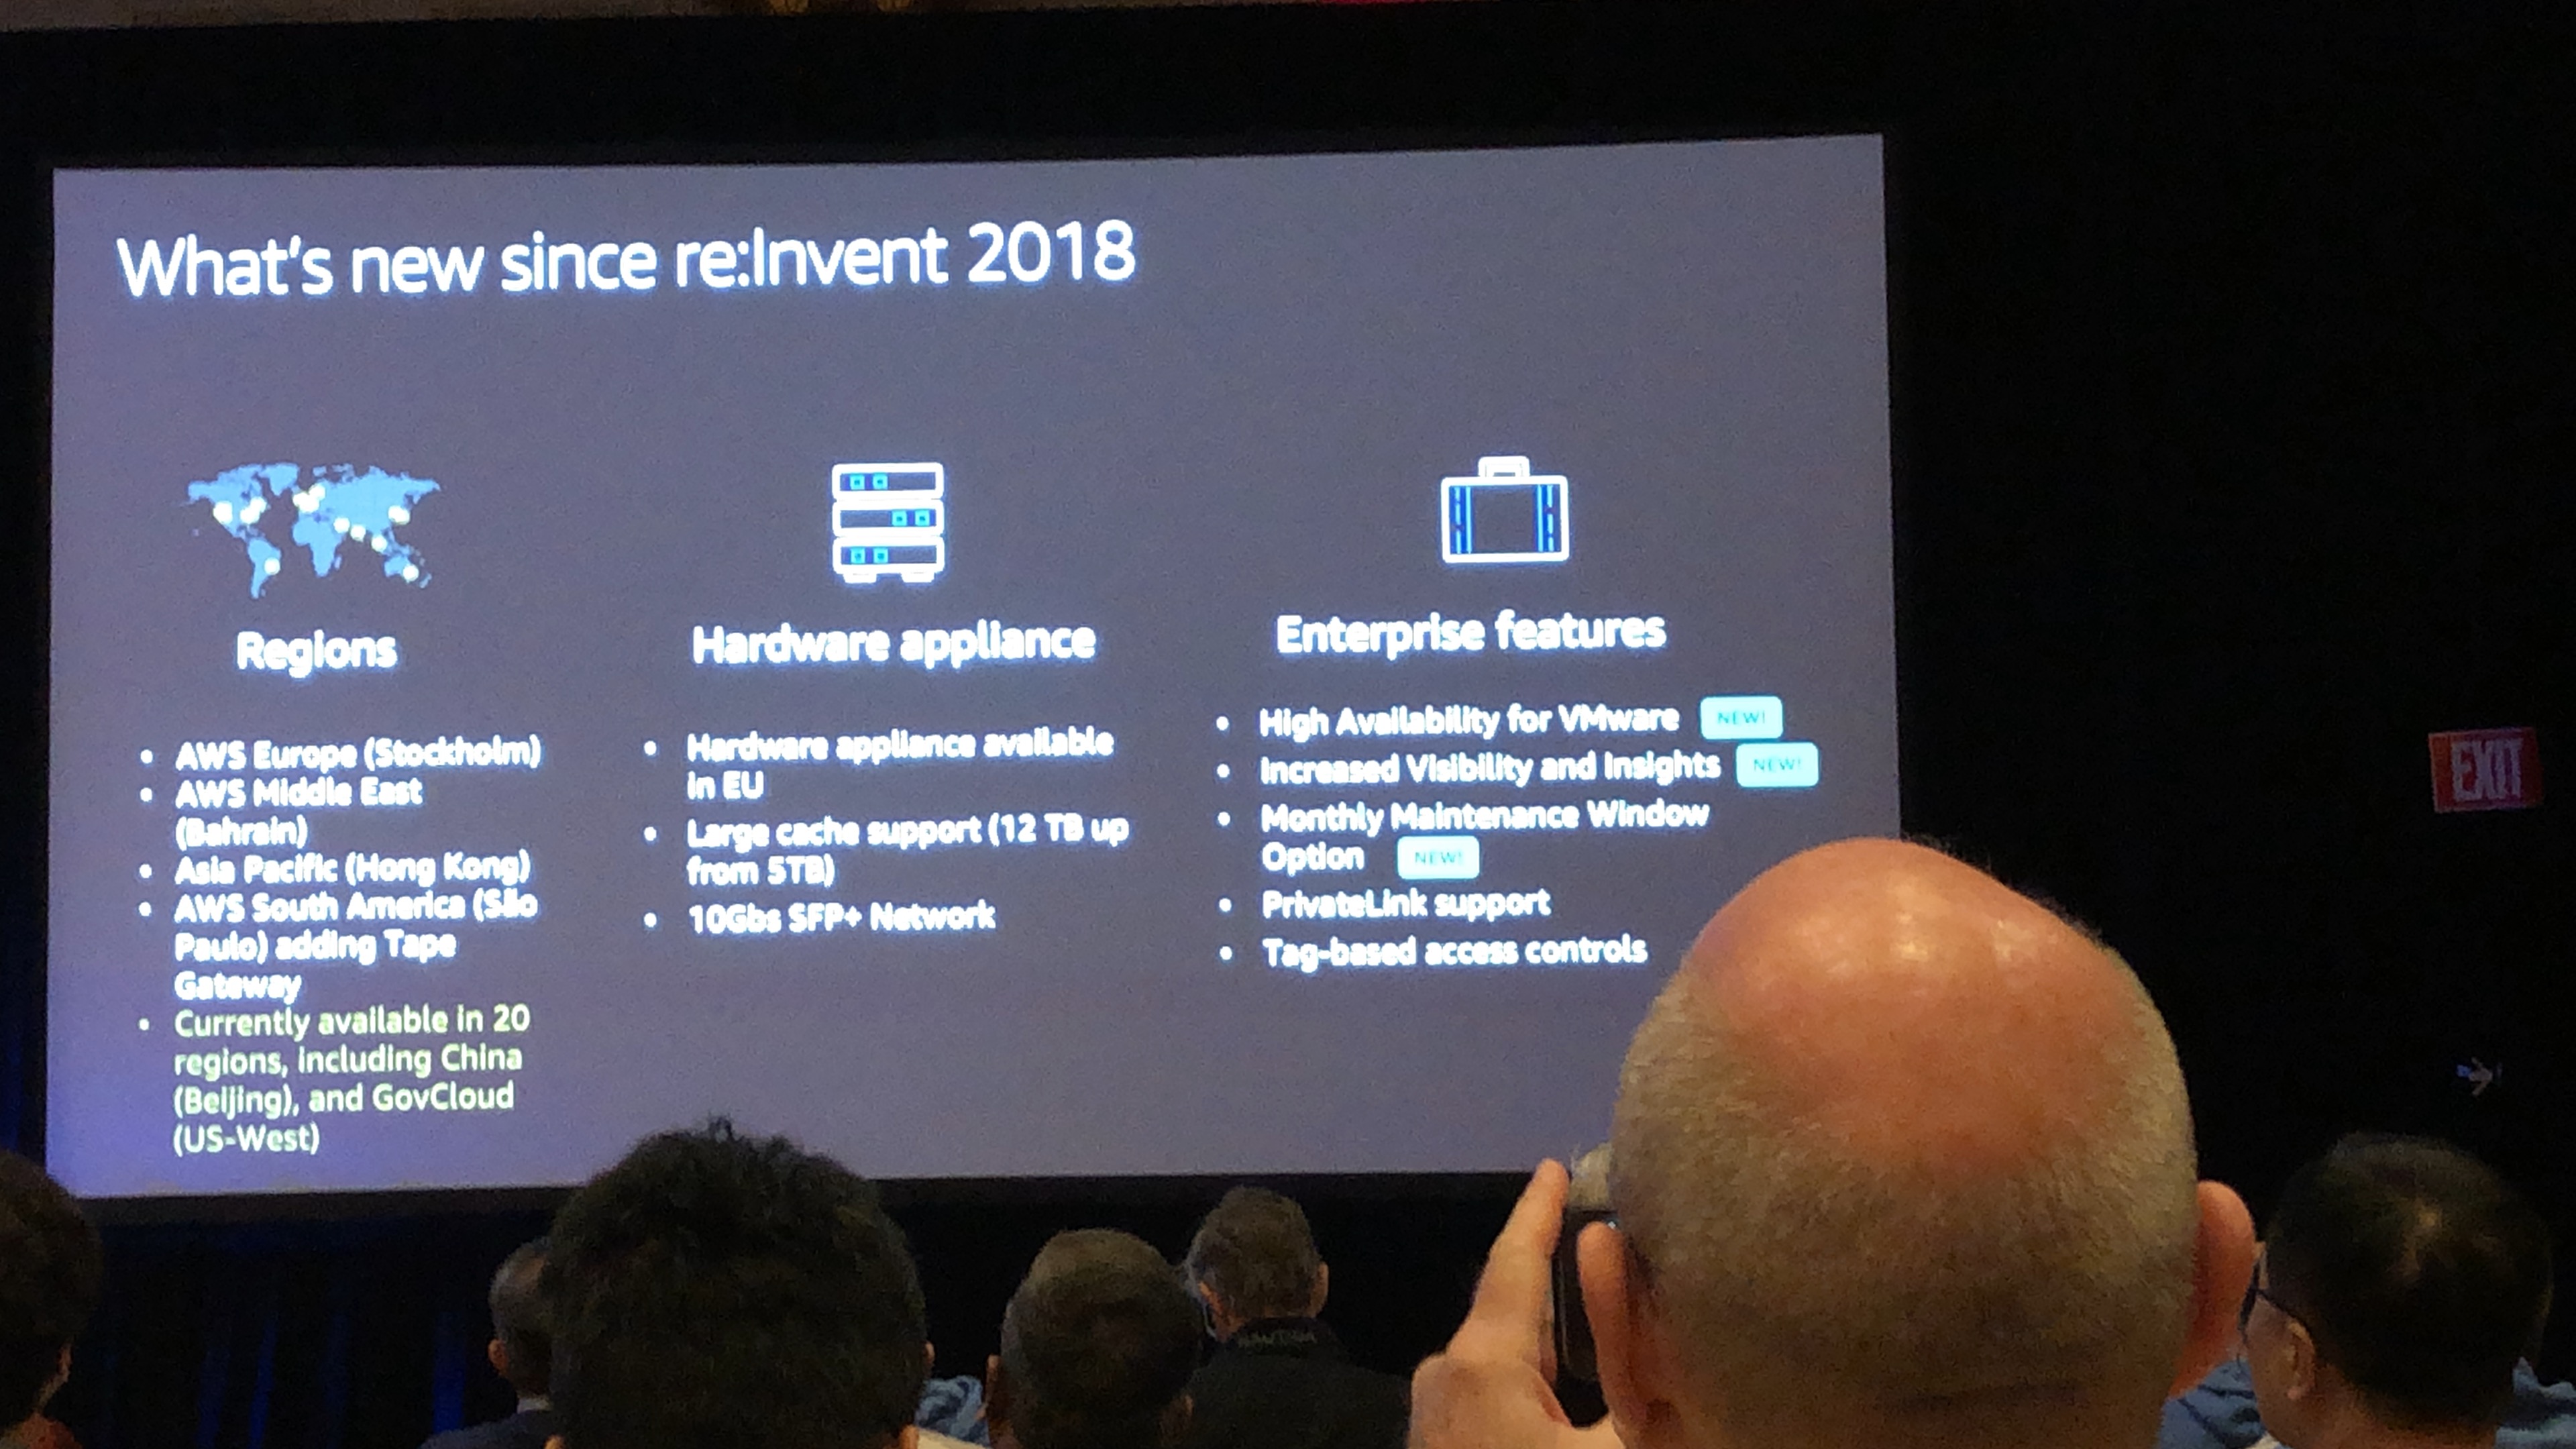 What's new since re:Invent 2018
Regions
• AWS Europe (Stockholm)
• AWS Middle East
(Bahrain)
• Asia Pacific (Hong Kong)
• AWS South America (São
Paulo) adding Tape
Gateway
• Currently available in 20
regions, including China
(Beijing), and GovCloud
(US-West)
Hardware appliance
• Hardware appliance available
in EU
• Large cache support (12 TB up
from 5TB)
• 10Gbs SFP+ Network
Enterprise features
• High Availability for VMware NEW!
• Increased Visibility and Insights NEW!
• Monthly Maintenance Window
Option NEW!
• PrivateLink support
• Tag-based access controls
EXIT